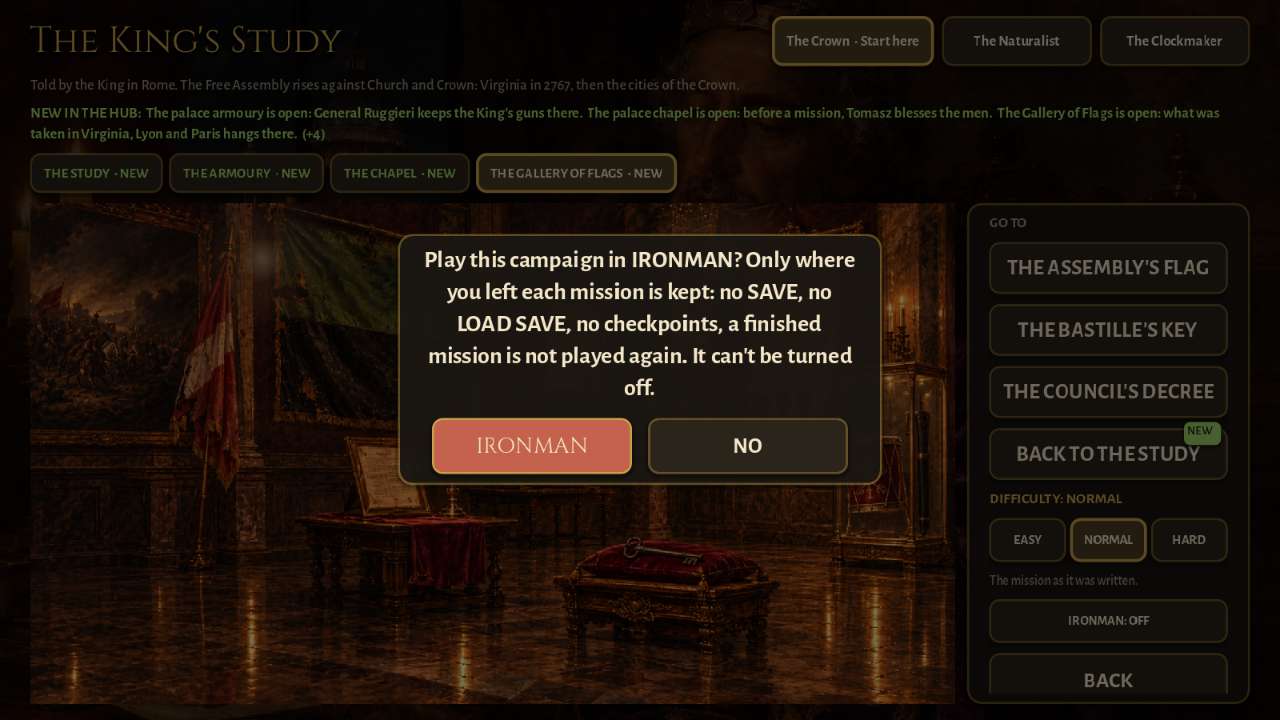 THE KING'S STUDY
The Crown · Start here
The Naturalist
The Clockmaker
Told by the King in Rome. The Free Assembly rises against Church and Crown: Virginia in 2767, then the cities of the Crown.
NEW IN THE HUB: The palace armoury is open: General Ruggieri keeps the King's guns there. The palace chapel is open: before a mission, Tomasz blesses the men. The Gallery of Flags is open: what was
taken in Virginia, Lyon and Paris hangs there. (+4)
THE STUDY · NEW
THE ARMOURY · NEW
THE CHAPEL · NEW
THE GALLERY OF FLAGS · NEW
Play this campaign in IRONMAN? Only where
you left each mission is kept: no SAVE, no
LOAD SAVE, no checkpoints, a finished
mission is not played again. It can't be turned
off.
IRONMAN
NO
GO TO
THE ASSEMBLY'S FLAG
THE BASTILLE'S KEY
THE COUNCIL'S DECREE
NEW
BACK TO THE STUDY
DIFFICULTY: NORMAL
EASY
NORMAL
HARD
The mission as it was written.
IRONMAN: OFF
BACK